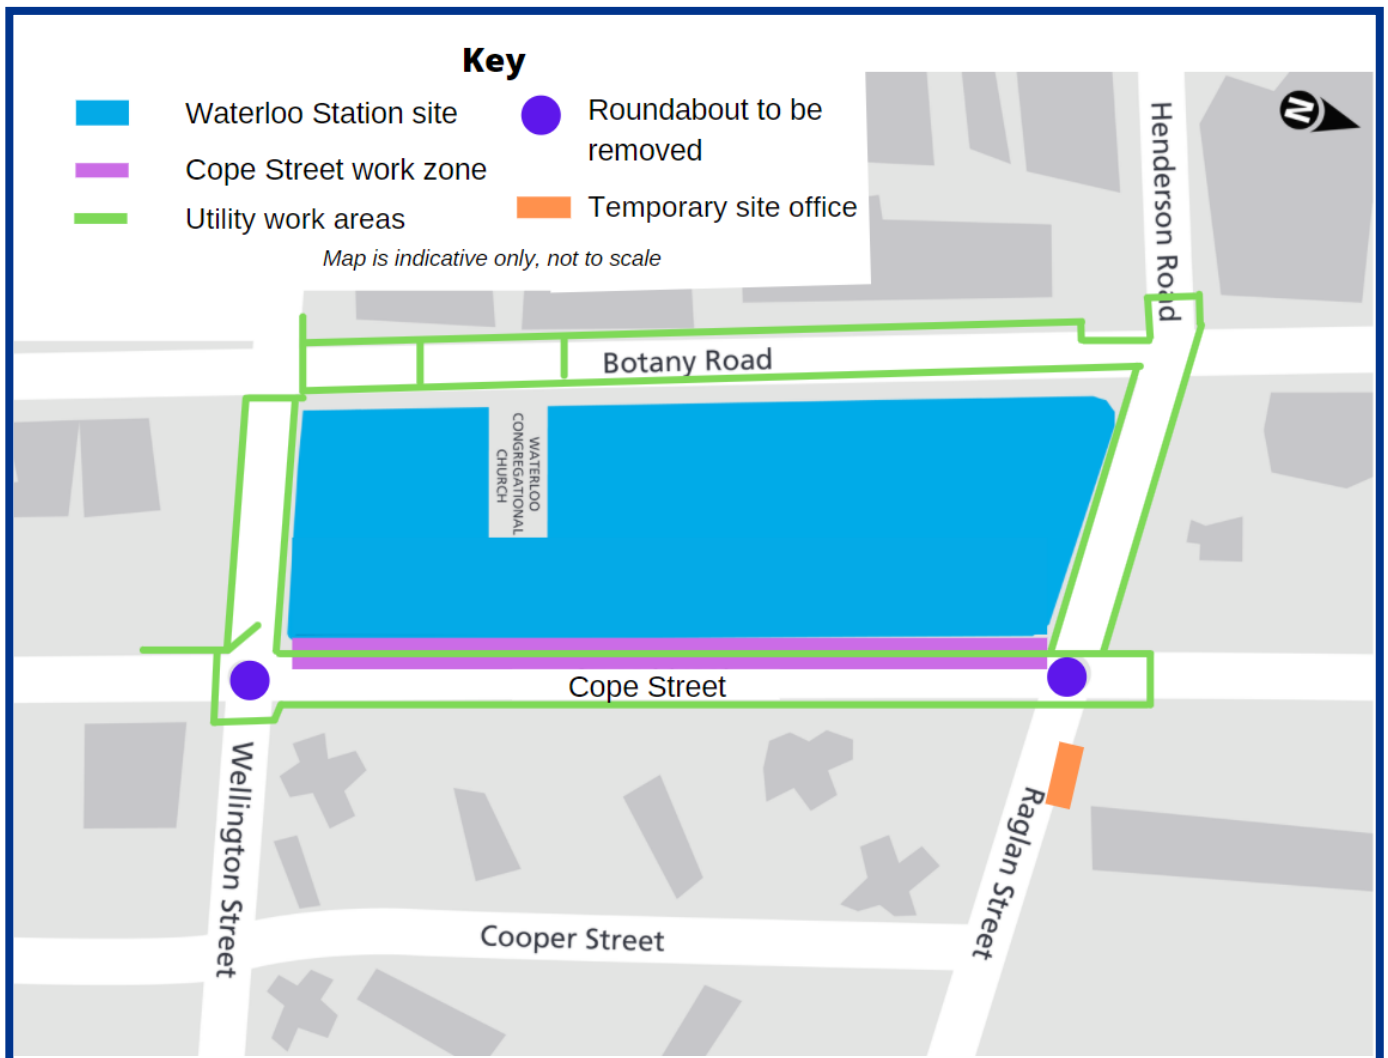 Key
Waterloo Station site
Roundabout to be
removed
Cope Street work zone
Temporary site office
Utility work areas
Map is indicative only, not to scale
N
Henderson Road
Botany Road
WATERLOO
CONGREGATIONAL
CHURCH
Cope Street
Wellington Street
Raglan Street
Cooper Street